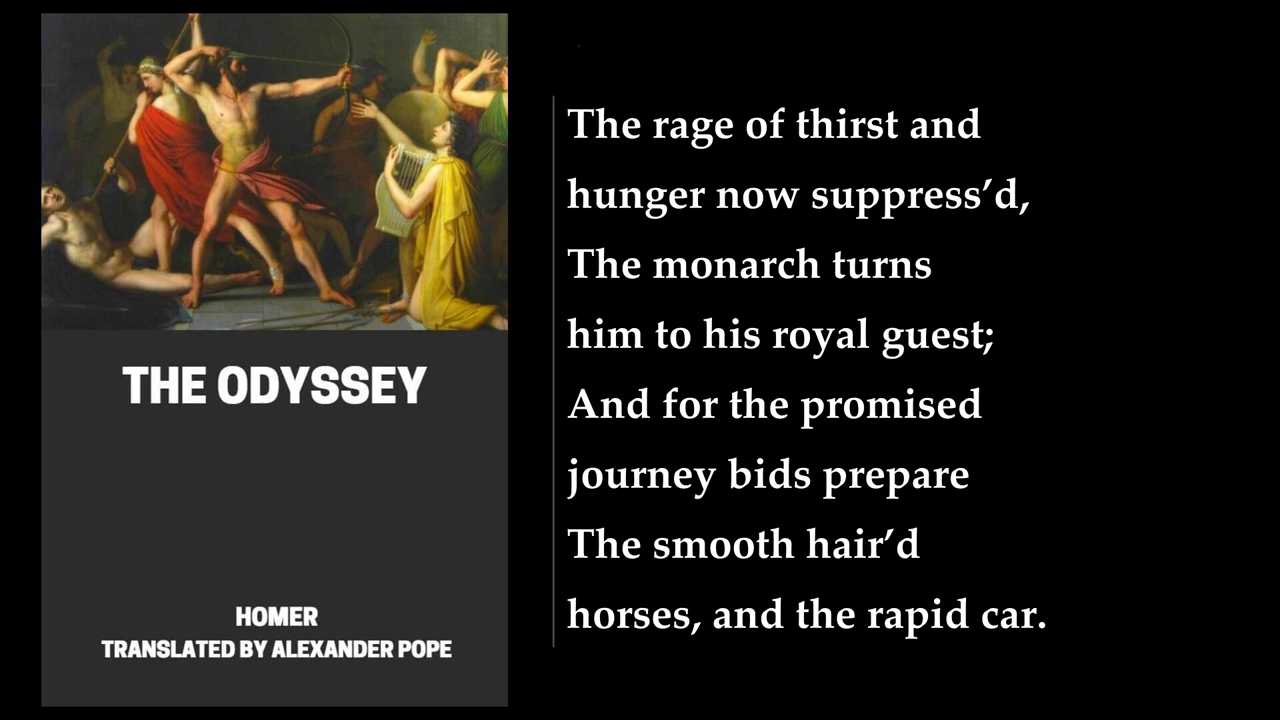 THE ODYSSEY
HOMER
TRANSLATED BY ALEXANDER POPE
The rage of thirst and
hunger now suppress’d,
The monarch turns
him to his royal guest;
And for the promised
journey bids prepare
The smooth hair’d
horses, and the rapid car.